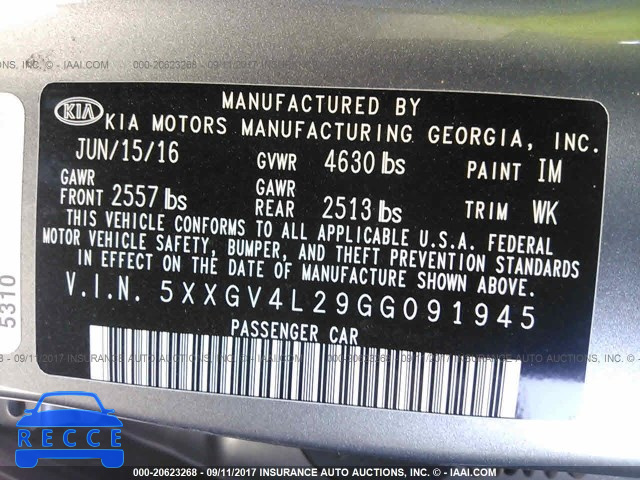 000-20623268 - 09/11/2017 INSURANCE AUTO AUCTIONS, INC. - IAAI.COM
KIA
MANUFACTURED BY
KIA MOTORS MANUFACTURING GEORGIA, INC.
JUN/15/16 GVWR 4630 lbs PAINT IM
GAWR FRONT 2557 lbs GAWR REAR 2513 lbs TRIM WK
THIS VEHICLE CONFORMS TO ALL APPLICABLE U.S.A. FEDERAL
MOTOR VEHICLE SAFETY, BUMPER, AND THEFT PREVENTION STANDARDS
IN EFFECT ON THE DATE OF MANUFACTURE SHOWN ABOVE.
V.I.N. 5XXGV4L29GG091945
PASSENGER CAR
5310
RECCE
000-20623268 - 09/11/2017 INSURANCE AUTO AUCTIONS, INC. - IAAI.COM